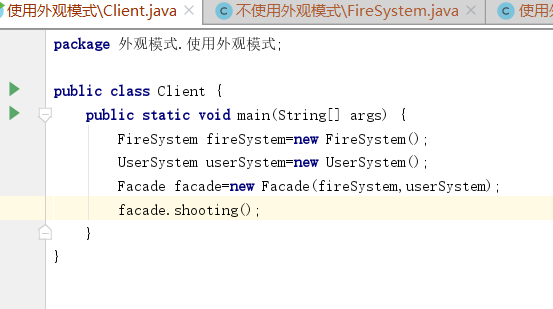 使用外观模式\Client.java × C 不使用外观模式\FireSystem.java × C 使用外
package 外观模式.使用外观模式;
public class Client {
public static void main(String[] args) {
FireSystem fireSystem=new FireSystem();
UserSystem userSystem=new UserSystem();
Facade facade=new Facade(fireSystem,userSystem);
facade.shooting();
}
}